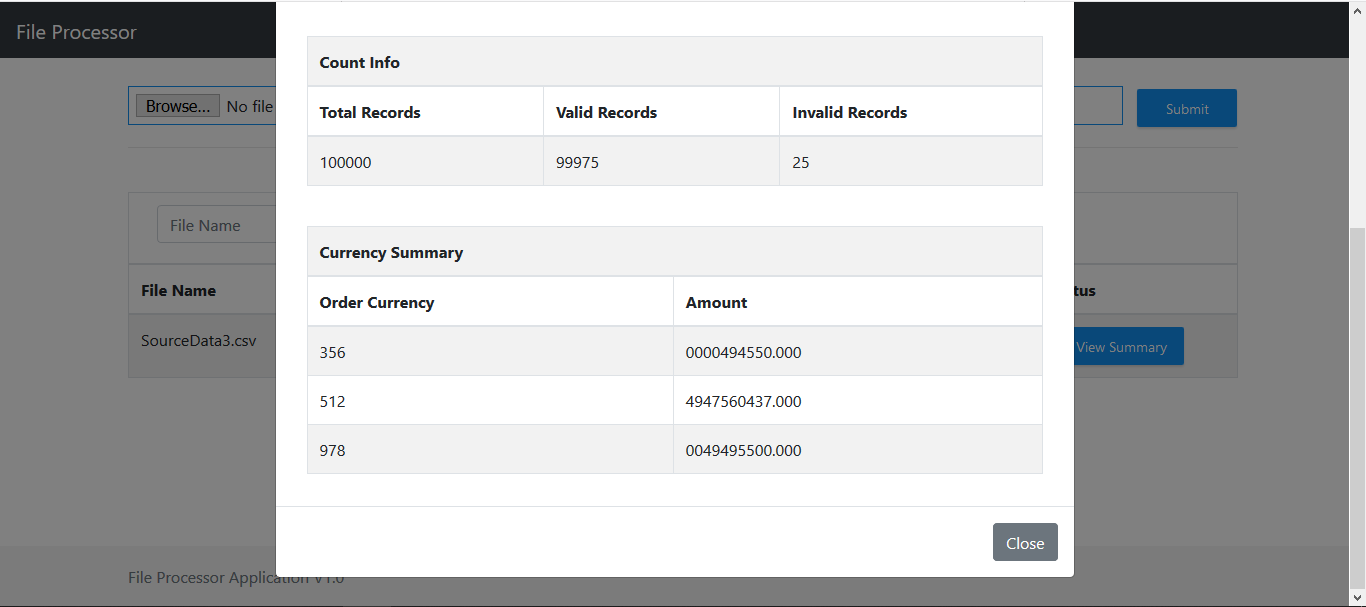 File Processor
Browse... No file
Submit
File Name
File Name
tus
SourceData3.csv
View Summary
Count Info
Total Records Valid Records Invalid Records
100000 99975 25
Currency Summary
Order Currency Amount
356 0000494550.000
512 4947560437.000
978 0049495500.000
Close
File Processor Application V1.0